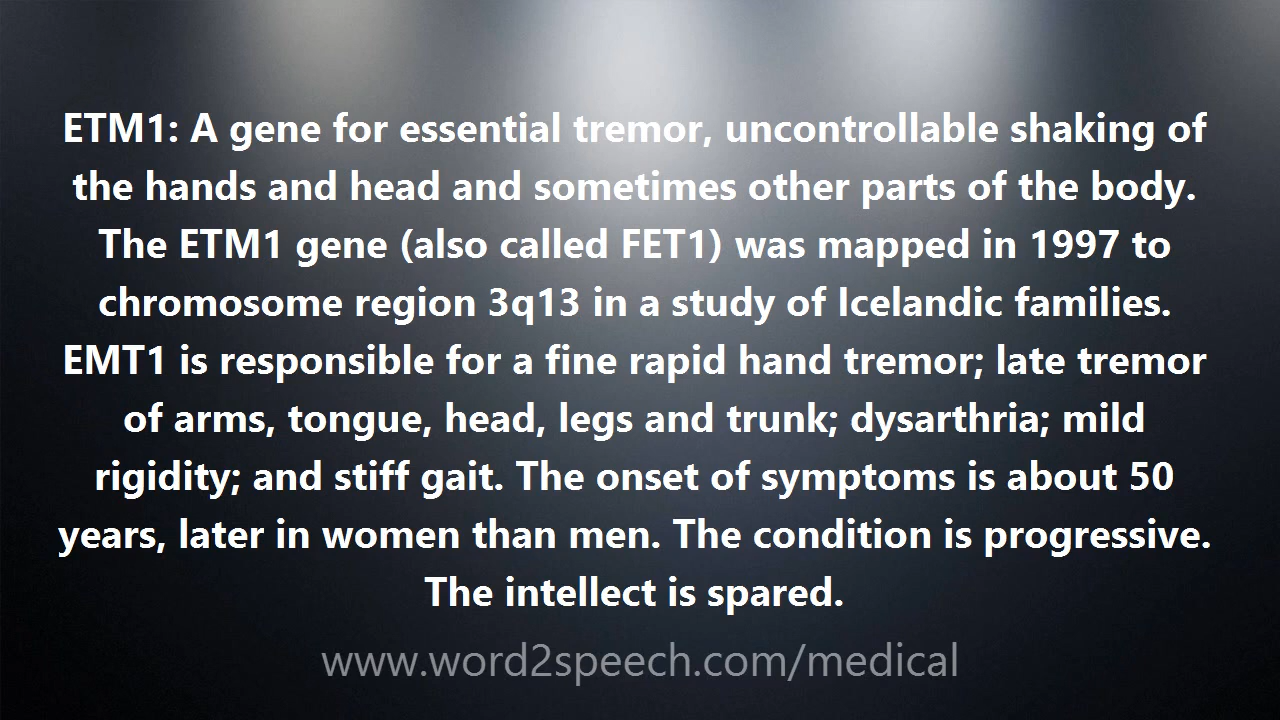 ETM1: A gene for essential tremor, uncontrollable shaking of
the hands and head and sometimes other parts of the body.
The ETM1 gene (also called FET1) was mapped in 1997 to
chromosome region 3q13 in a study of Icelandic families.
EMT1 is responsible for a fine rapid hand tremor; late tremor
of arms, tongue, head, legs and trunk; dysarthria; mild
rigidity; and stiff gait. The onset of symptoms is about 50
years, later in women than men. The condition is progressive.
The intellect is spared.
www.word2speech.com/medical